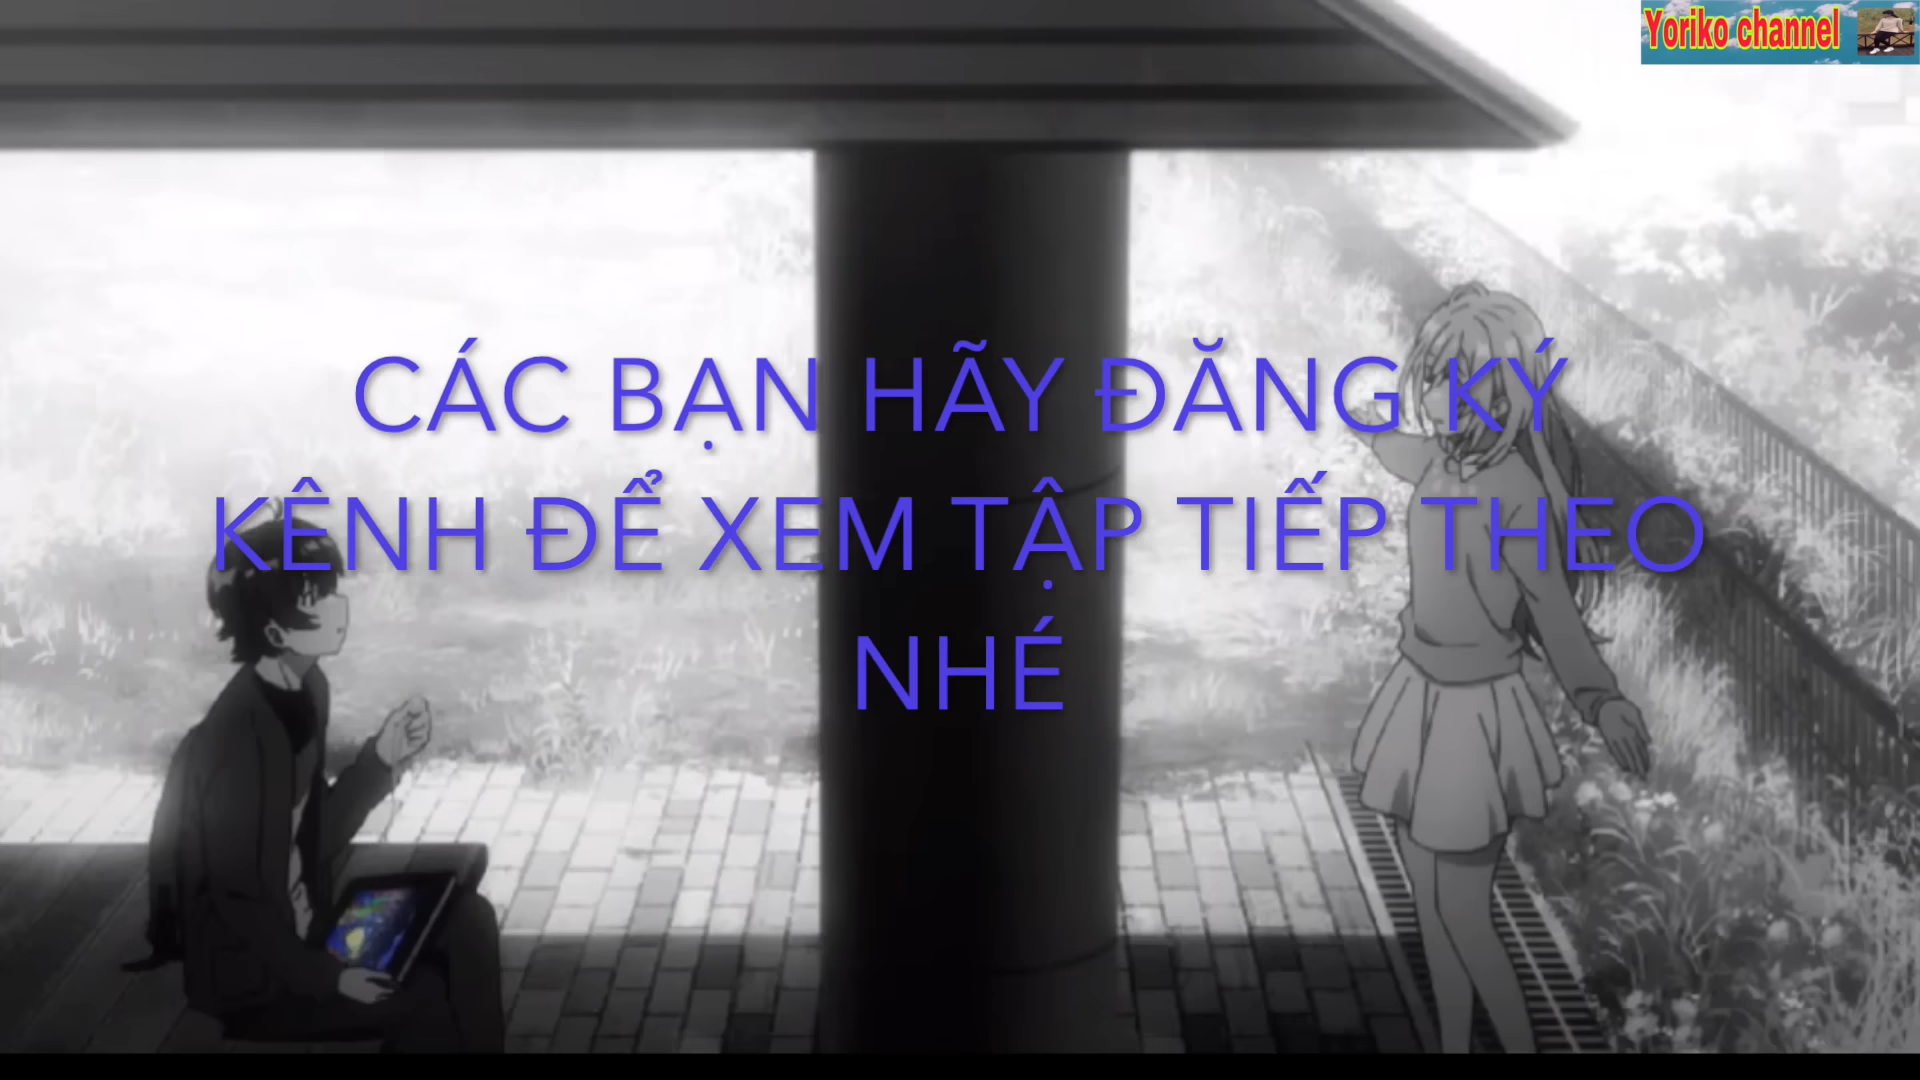 Yoriko channel
CÁC BẠN HÃY ĐĂNG KÝ
KÊNH ĐỂ XEM TẬP TIẾP THEO
NHÉ